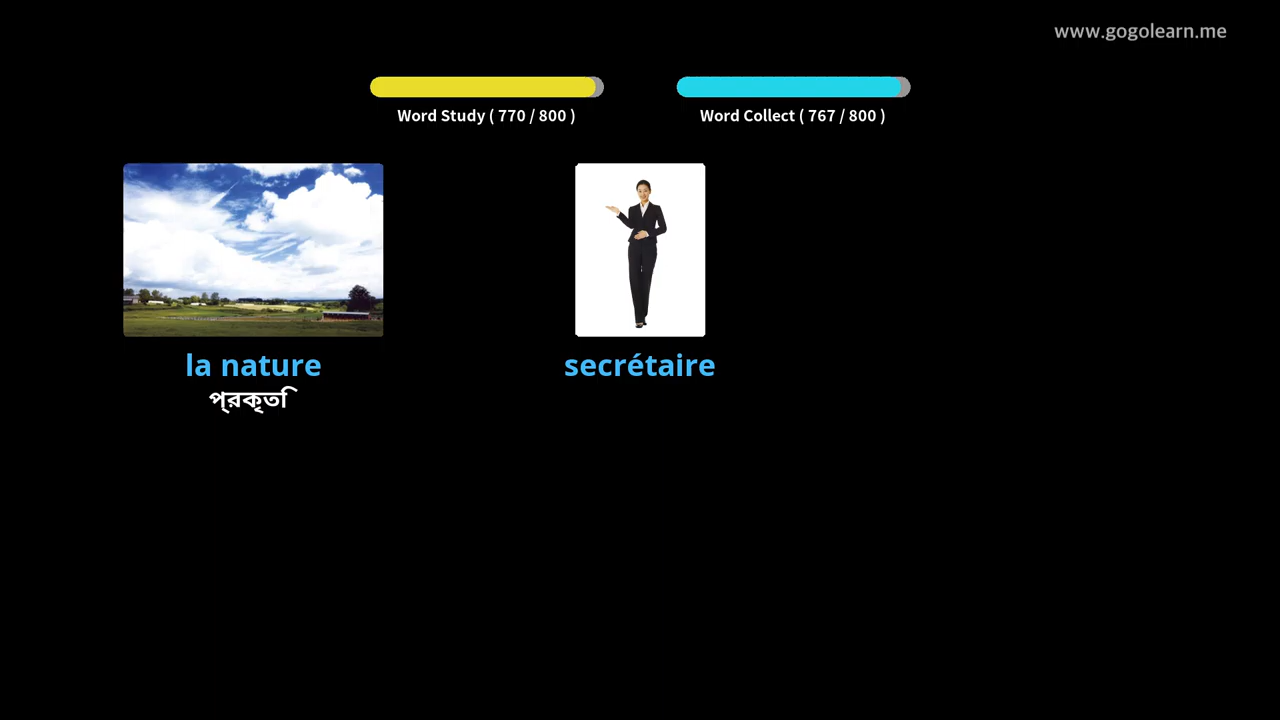 www.gogolearn.me
Word Study ( 770 / 800 )
Word Collect ( 767 / 800 )
la nature
প্রকৃতি
secrétaire